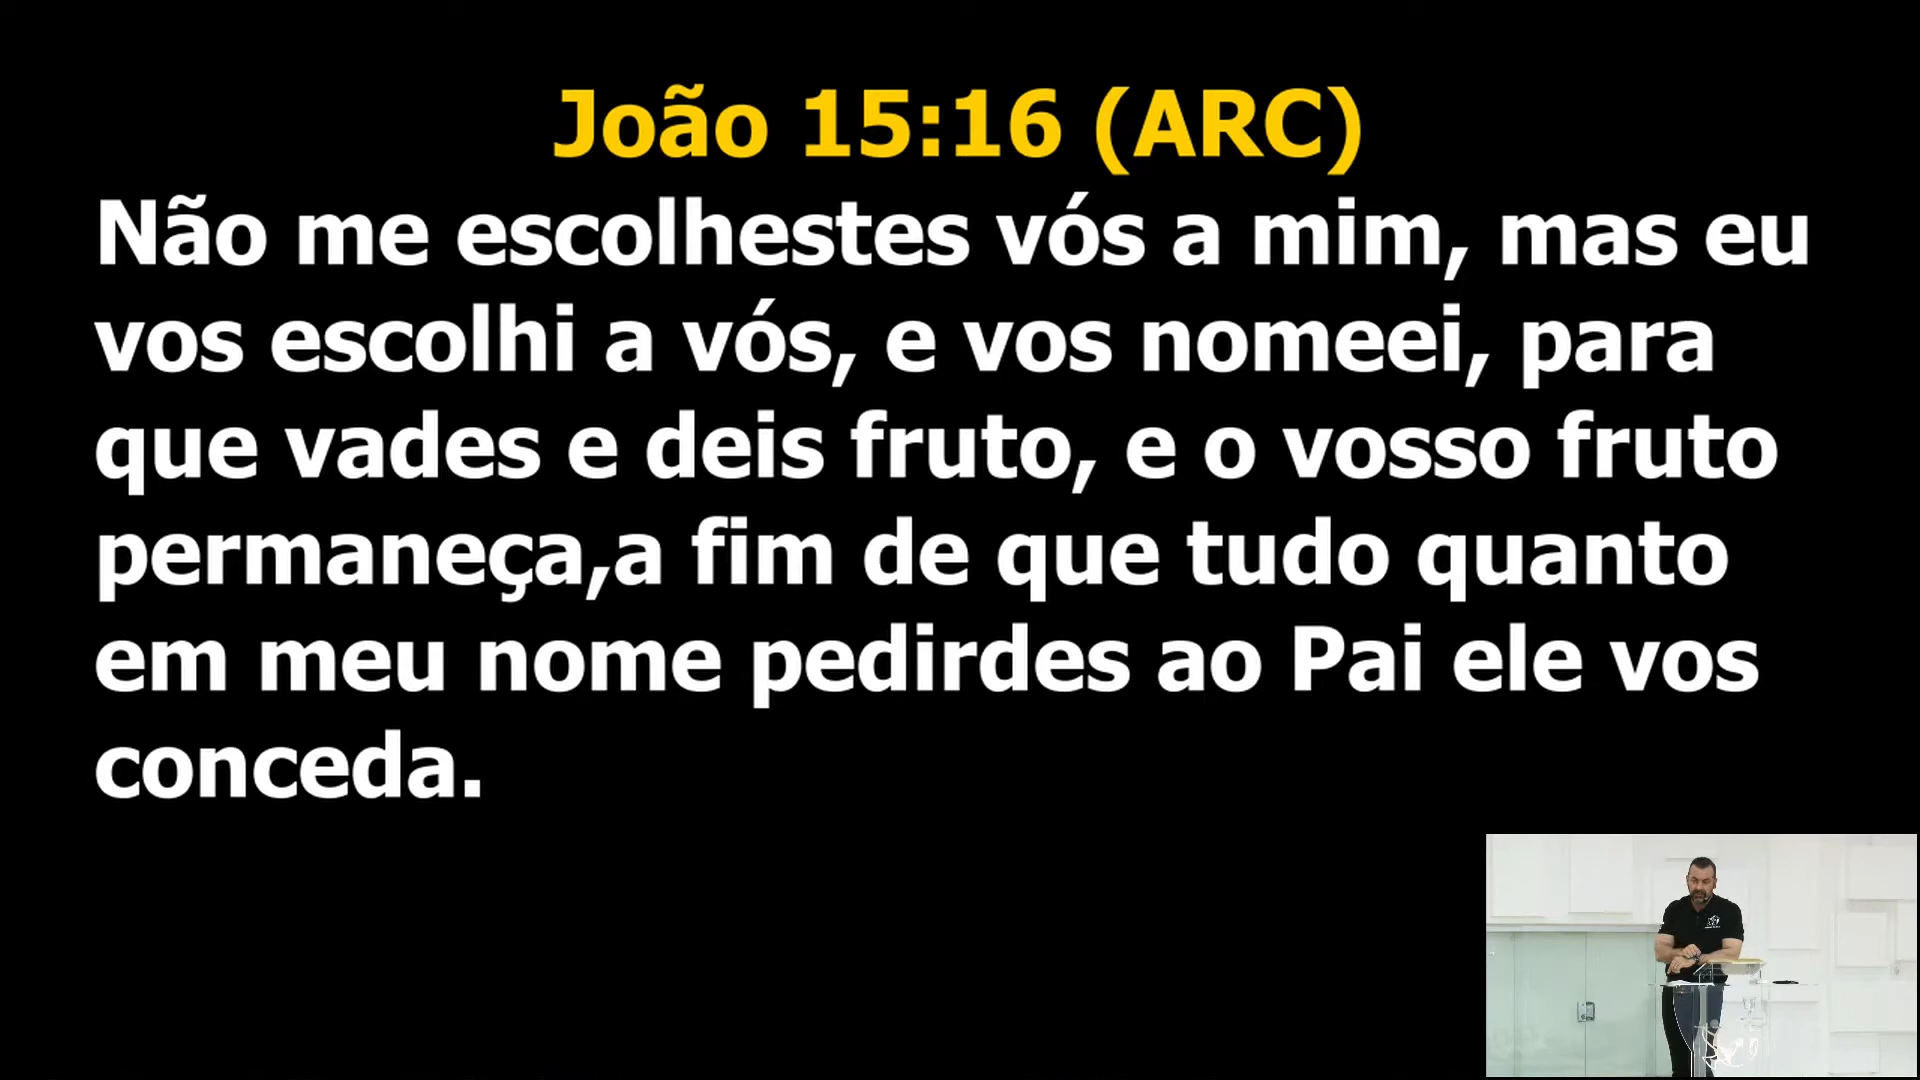 João 15:16 (ARC)
Não me escolhestes vós a mim, mas eu
vos escolhi a vós, e vos nomeei, para
que vades e deis fruto, e o vosso fruto
permaneça,a fim de que tudo quanto
em meu nome pedirdes ao Pai ele vos
conceda.